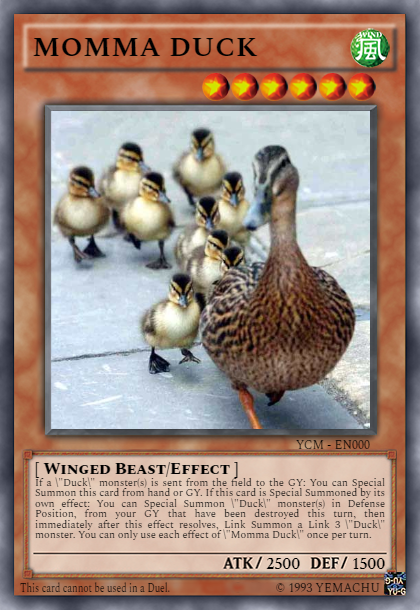 MOMMA DUCK
WIND
風
YCM - EN000
[ WINGED BEAST/EFFECT ]
If a \"Duck\" monster(s) is sent from the field to the GY: You can Special
Summon this card from hand or GY. If this card is Special Summoned by its
own effect: You can Special Summon \"Duck\" monster(s) in Defense
Position, from your GY that have been destroyed this turn, then
immediately after this effect resolves, Link Summon a Link 3 \"Duck\"
monster. You can only use each effect of \"Momma Duck\" once per turn.
ATK / 2500 DEF / 1500
This card cannot be used in a Duel.
© 1993 YEMACHU